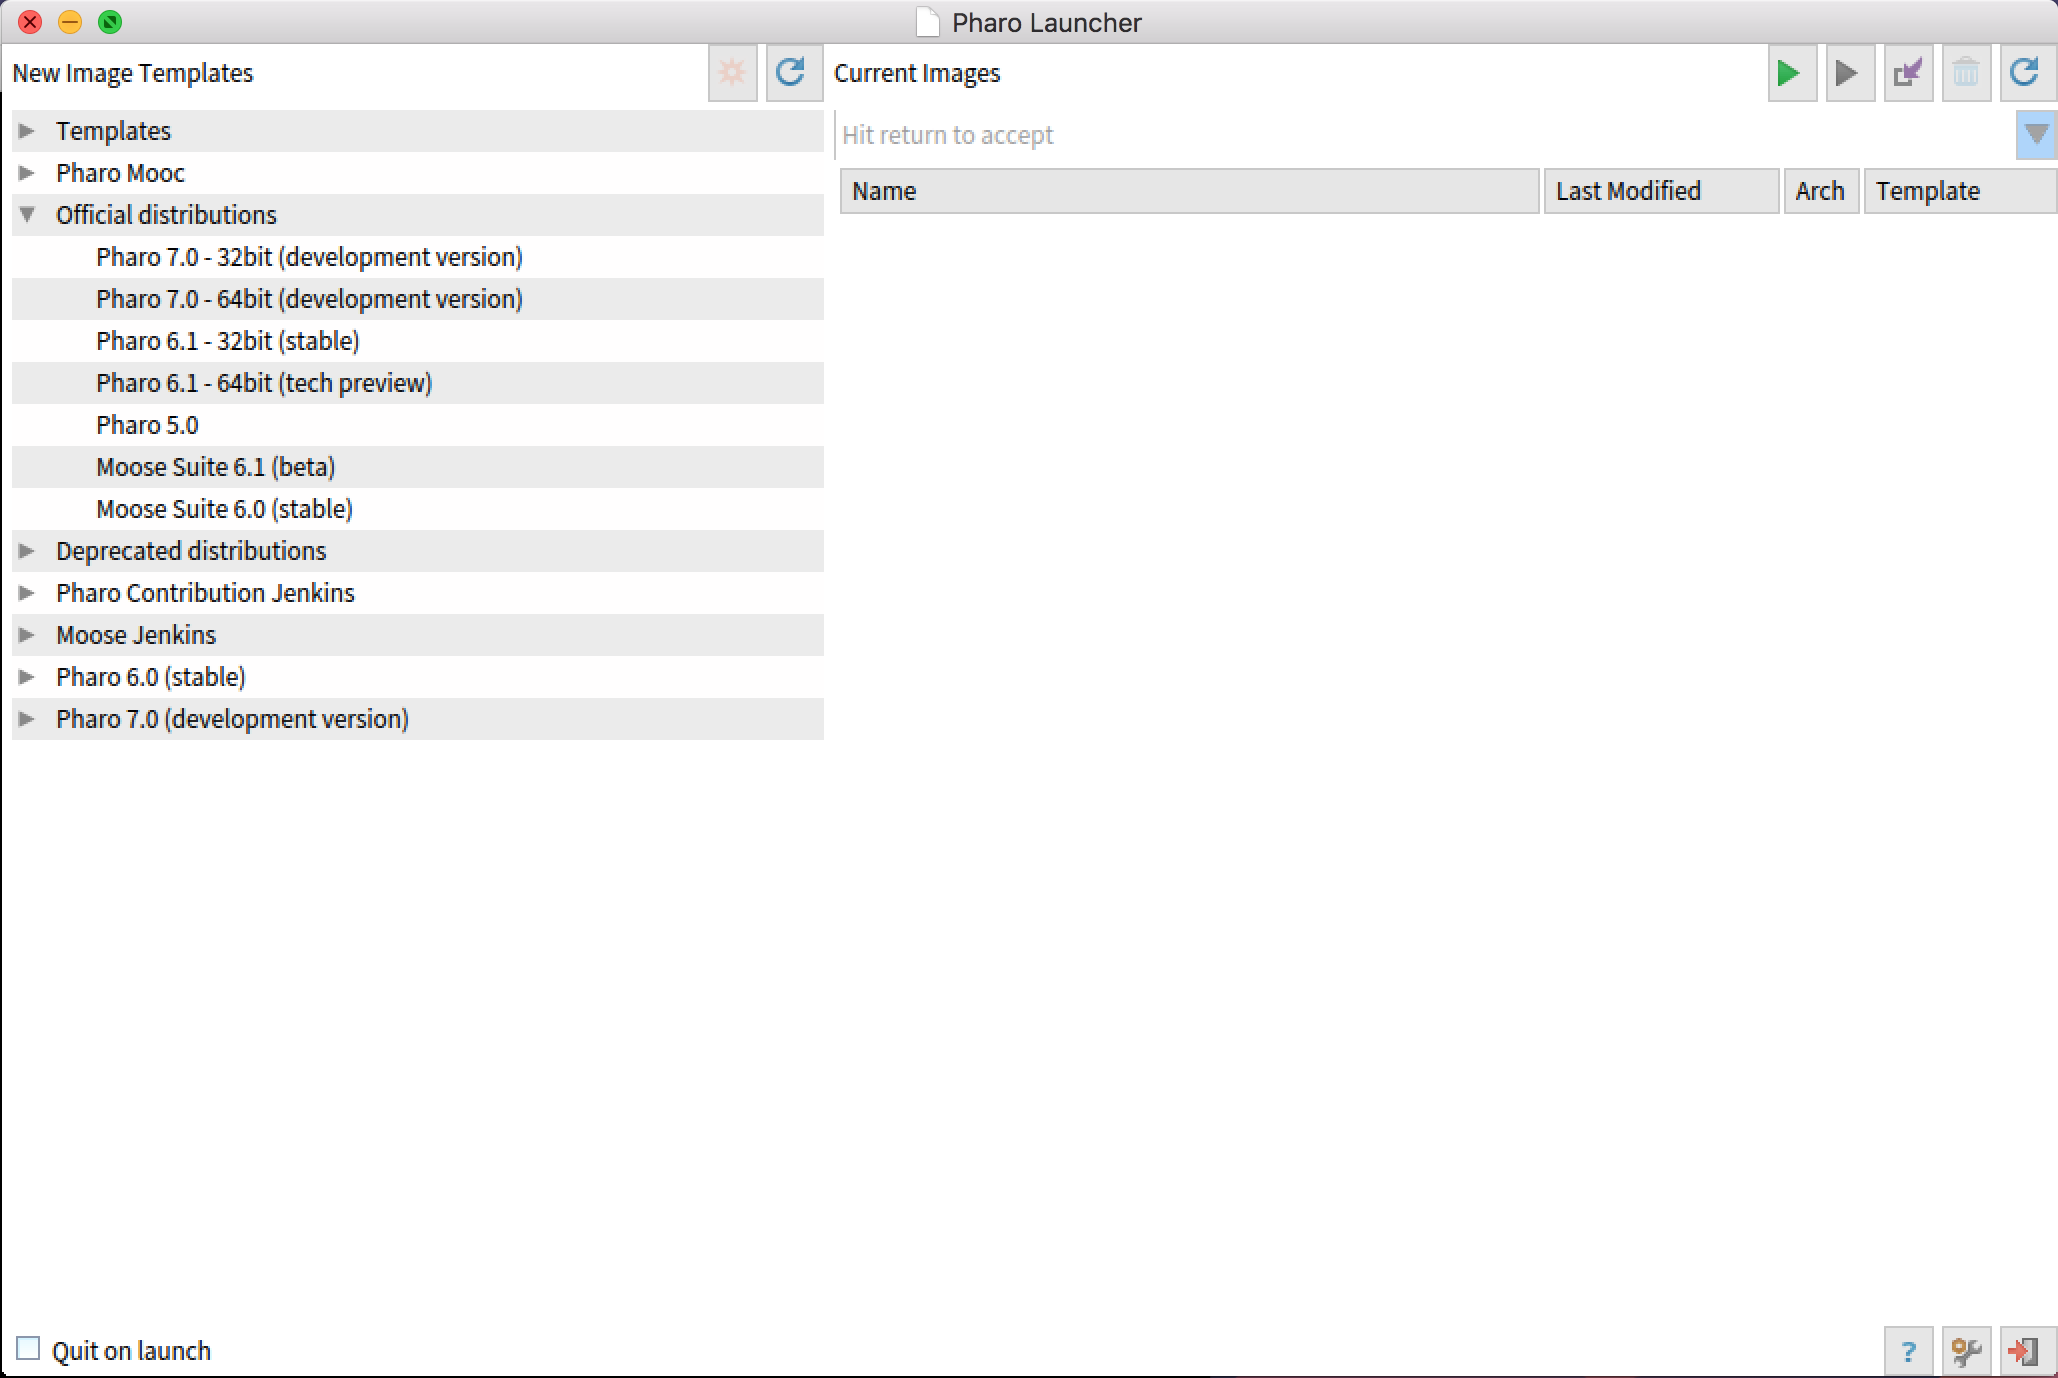 Pharo Launcher
New Image Templates
Templates
Pharo Mooc
Official distributions
Pharo 7.0 - 32bit (development version)
Pharo 7.0 - 64bit (development version)
Pharo 6.1 - 32bit (stable)
Pharo 6.1 - 64bit (tech preview)
Pharo 5.0
Moose Suite 6.1 (beta)
Moose Suite 6.0 (stable)
Deprecated distributions
Pharo Contribution Jenkins
Moose Jenkins
Pharo 6.0 (stable)
Pharo 7.0 (development version)
Quit on launch
Current Images
Hit return to accept
Name Last Modified Arch Template
?